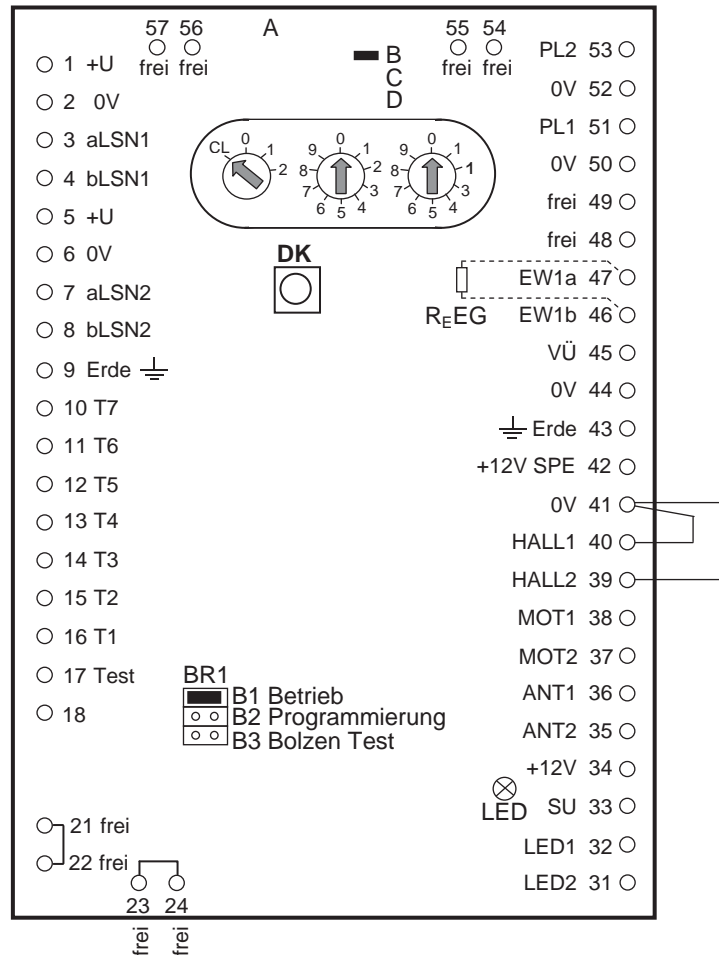 57 56
frei frei
A
B
C
D
55 54
frei frei
1 +U
2 0V
3 aLSN1
4 bLSN1
5 +U
6 0V
7 aLSN2
8 bLSN2
9 Erde
10 T7
11 T6
12 T5
13 T4
14 T3
15 T2
16 T1
17 Test
18
CL 0 1 2
0 1 2 3 4 5 6 7 8 9
0 1 1 3 4 5 6 7 8 9
DK
REEG
PL2 53
0V 52
PL1 51
0V 50
frei 49
frei 48
EW1a 47
EW1b 46
VÜ 45
0V 44
Erde 43
+12V SPE 42
0V 41
HALL1 40
HALL2 39
MOT1 38
MOT2 37
ANT1 36
ANT2 35
+12V 34
SU 33
LED1 32
LED2 31
LED
BR1
B1 Betrieb
B2 Programmierung
B3 Bolzen Test
21 frei
22 frei
23 24
frei frei